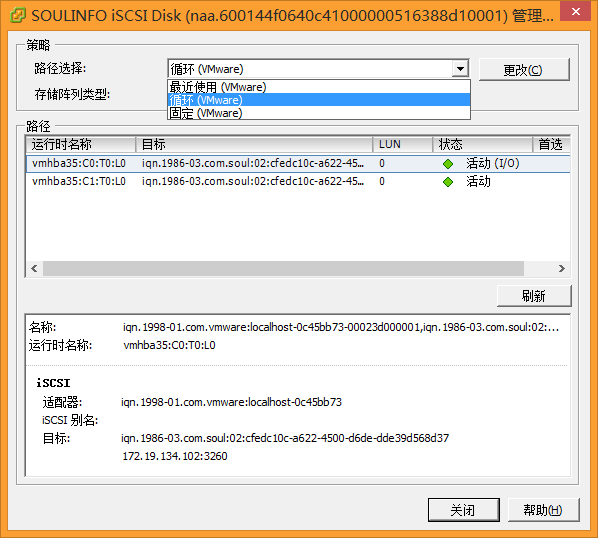 SOULINFO iSCSI Disk (naa.600144f0640c41000000516388d10001) 管理...
策略
路径选择:
循环 (VMware)
更改(C)
存储阵列类型:
最近使用 (VMware)
循环 (VMware)
固定 (VMware)
路径
运行时名称 目标 LUN 状态 首选
vmhba35:C0:T0:L0 iqn.1986-03.com.soul:02:cfedc10c-a622-45... 0 活动 (I/O)
vmhba35:C1:T0:L0 iqn.1986-03.com.soul:02:cfedc10c-a622-45... 0 活动
刷新
名称: iqn.1998-01.com.vmware:localhost-0c45bb73-00023d000001,iqn.1986-03.com.soul:02:...
运行时名称: vmhba35:C0:T0:L0
iSCSI
适配器: iqn.1998-01.com.vmware:localhost-0c45bb73
iSCSI 别名:
目标: iqn.1986-03.com.soul:02:cfedc10c-a622-4500-d6de-dde39d568d37
172.19.134.102:3260
关闭 帮助(H)